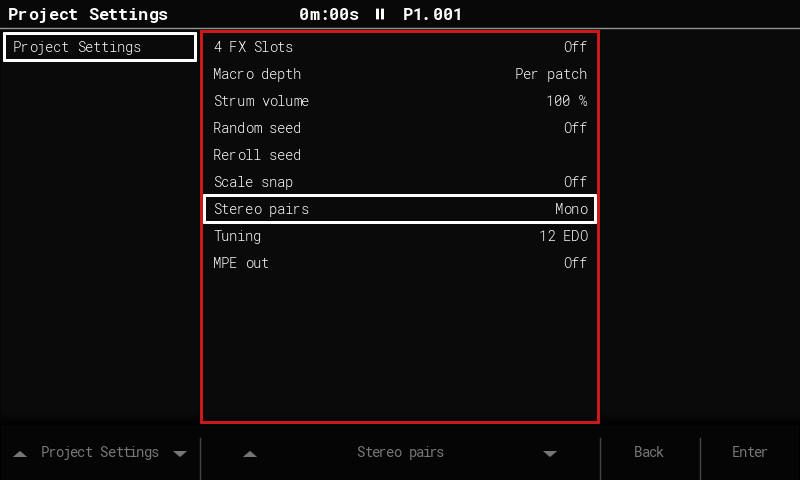 Project Settings 0m:00s P1.001
Project Settings
4 FX Slots Off
Macro depth Per patch
Strum volume 100 %
Random seed Off
Reroll seed
Scale snap Off
Stereo pairs Mono
Tuning 12 EDO
MPE out Off
Project Settings Stereo pairs Back Enter